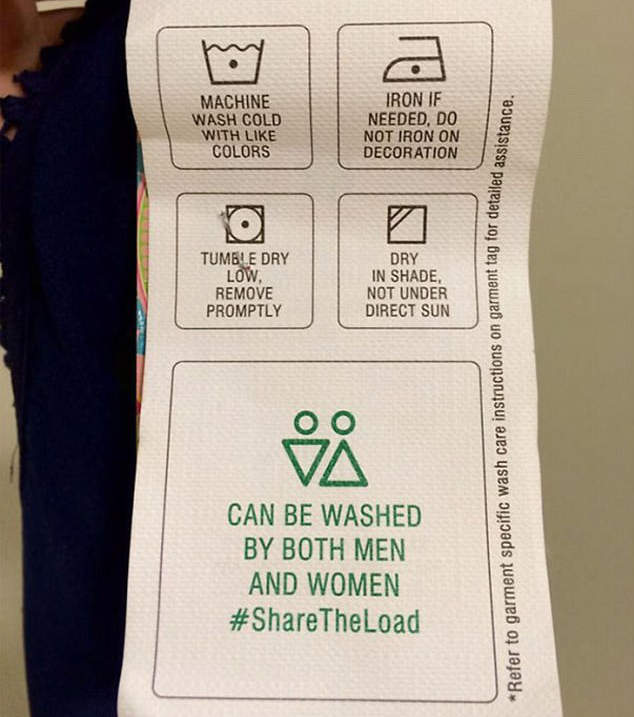 MACHINE
WASH COLD
WITH LIKE
COLORS
IRON IF
NEEDED, DO
NOT IRON ON
DECORATION
TUMBLE DRY
LOW,
REMOVE
PROMPTLY
DRY
IN SHADE,
NOT UNDER
DIRECT SUN
CAN BE WASHED
BY BOTH MEN
AND WOMEN
#ShareTheLoad
*Refer to garment specific wash care instructions on garment tag for detailed assistance.